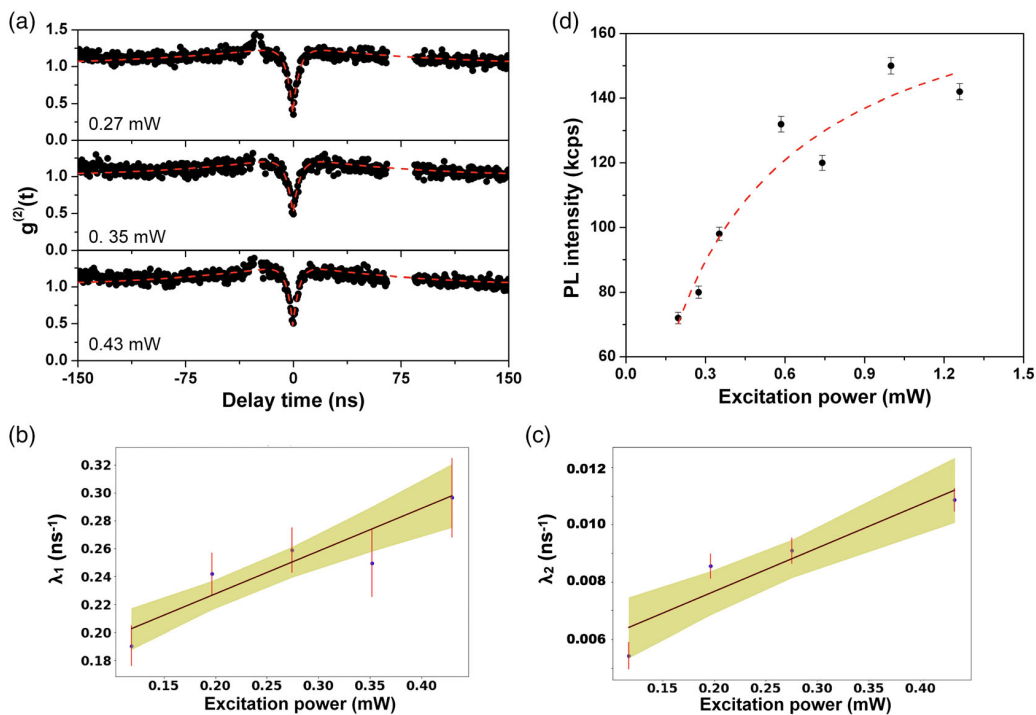 (a)
1.5
1.0
0.5
0.27 mW
0.0
1.0
0.5
0. 35 mW
0.0
1.0
0.5
0.43 mW
0.0
-150 -75 0 75 150
g(2)(t)
Delay time (ns)
(d)
160
140
120
100
80
60
0.0 0.3 0.6 0.9 1.2 1.5
PL intensity (kcps)
Excitation power (mW)
(b)
0.32
0.30
0.28
0.26
0.24
0.22
0.20
0.18
0.15 0.20 0.25 0.30 0.35 0.40
λ1 (ns-1)
Excitation power (mW)
(c)
0.012
0.010
0.008
0.006
0.15 0.20 0.25 0.30 0.35 0.40
λ2 (ns-1)
Excitation power (mW)